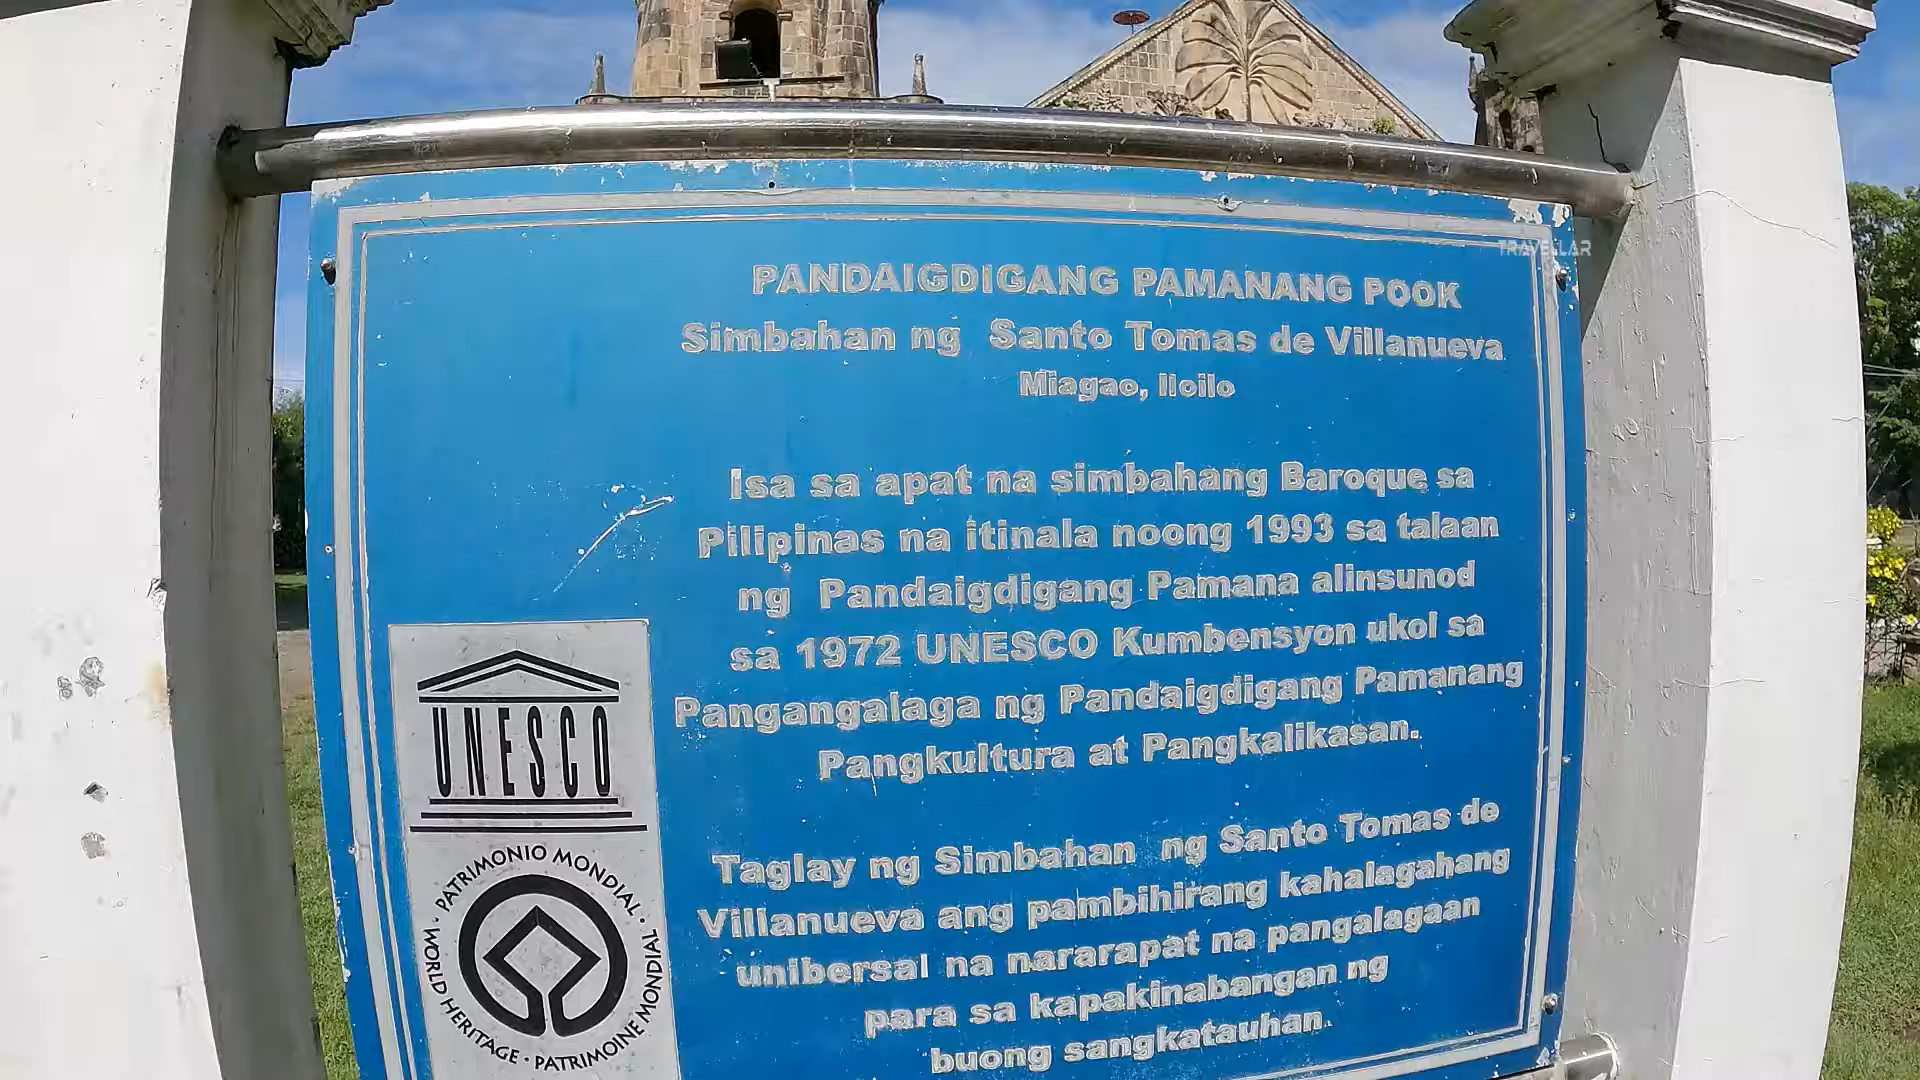 TRAVELLAR
PANDAIGDIGANG PAMANANG POOK
Simbahan ng Santo Tomas de Villanueva
Miagao, Iloilo
Isa sa apat na simbahang Baroque sa
Pilipinas na itinala noong 1993 sa talaan
ng Pandaigdigang Pamana alinsunod
sa 1972 UNESCO Kumbensyon ukol sa
Pangangalaga ng Pandaigdigang Pamanang
Pangkultura at Pangkalikasan.
Taglay ng Simbahan ng Santo Tomas de
Villanueva ang pambihirang kahalagahang
unibersal na nararapat na pangalagaan
para sa kapakinabangan ng
buong sangkatauhan.
UNESCO
PATRIMONIO MONDIAL
WORLD HERITAGE · PATRIMOINE MONDIAL